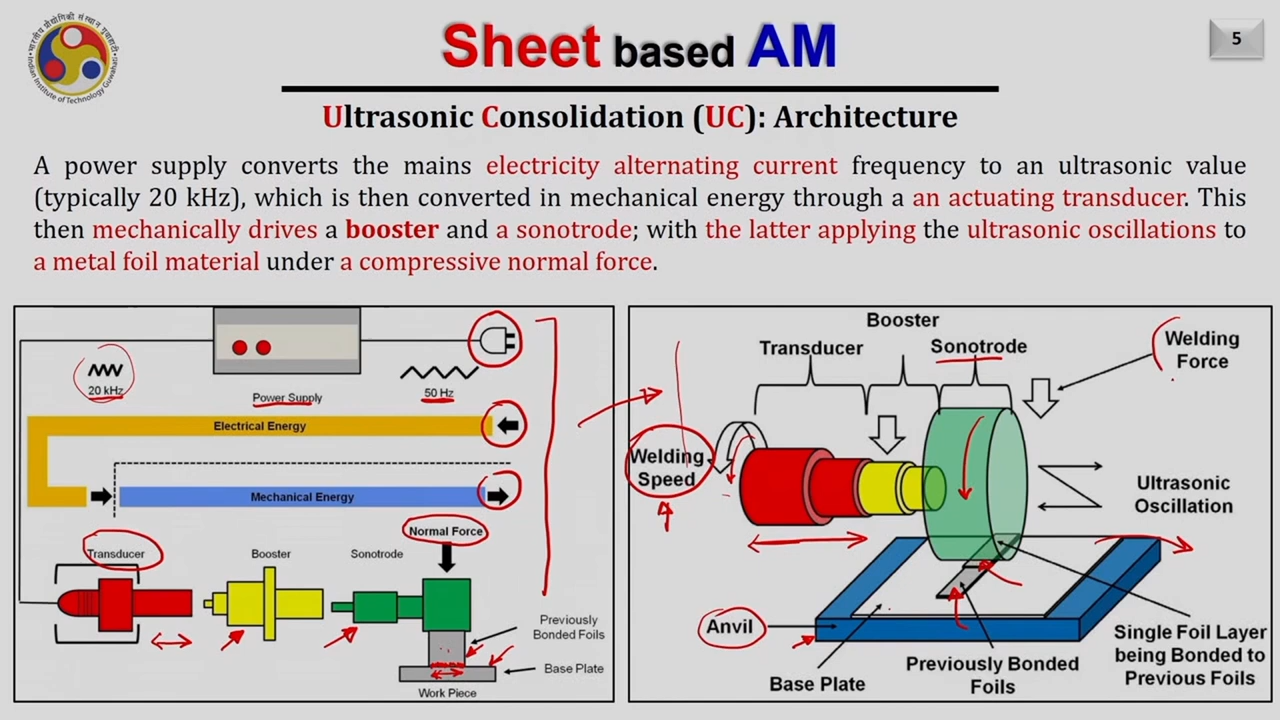 Sheet based AM
5
Ultrasonic Consolidation (UC): Architecture
A power supply converts the mains electricity alternating current frequency to an ultrasonic value
(typically 20 kHz), which is then converted in mechanical energy through a an actuating transducer. This
then mechanically drives a booster and a sonotrode; with the latter applying the ultrasonic oscillations to
a metal foil material under a compressive normal force.
20 kHz
Power Supply
50 Hz
Electrical Energy
Mechanical Energy
Normal Force
Transducer
Booster
Sonotrode
Previously
Bonded Foils
Base Plate
Work Piece
Booster
Transducer
Sonotrode
Welding
Force
Welding
Speed
Ultrasonic
Oscillation
Anvil
Base Plate
Previously Bonded
Foils
Single Foil Layer
being Bonded to
Previous Foils
Indian Institute of Technology Guwahati